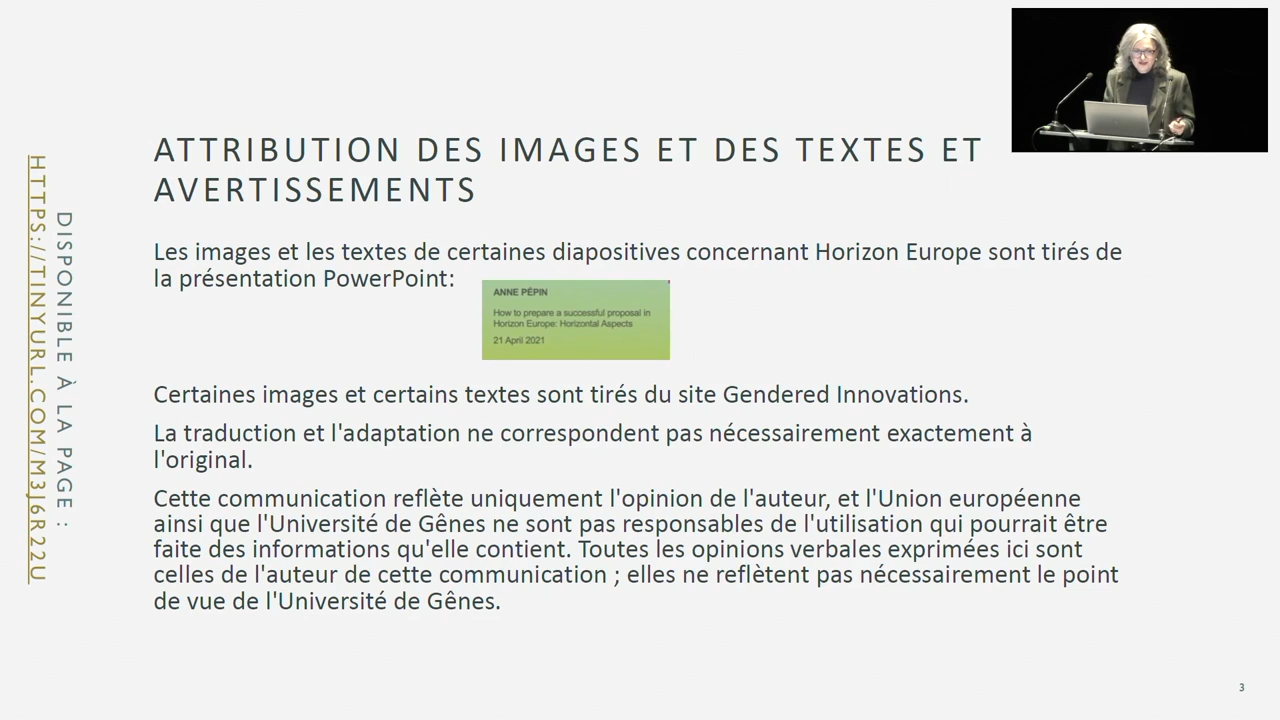 ATTRIBUTION DES IMAGES ET DES TEXTES ET
AVERTISSEMENTS
Les images et les textes de certaines diapositives concernant Horizon Europe sont tirés de
la présentation PowerPoint:
ANNE PÉPIN
How to prepare a successful proposal in
Horizon Europe: Horizontal Aspects
21 April 2021
Certaines images et certains textes sont tirés du site Gendered Innovations.
La traduction et l'adaptation ne correspondent pas nécessairement exactement à
l'original.
Cette communication reflète uniquement l'opinion de l'auteur, et l'Union européenne
ainsi que l'Université de Gênes ne sont pas responsables de l'utilisation qui pourrait être
faite des informations qu'elle contient. Toutes les opinions verbales exprimées ici sont
celles de l'auteur de cette communication ; elles ne reflètent pas nécessairement le point
de vue de l'Université de Gênes.
DISPONIBLE À LA PAGE :
HTTPS://TINYURL.COM/M3J6R22U
3